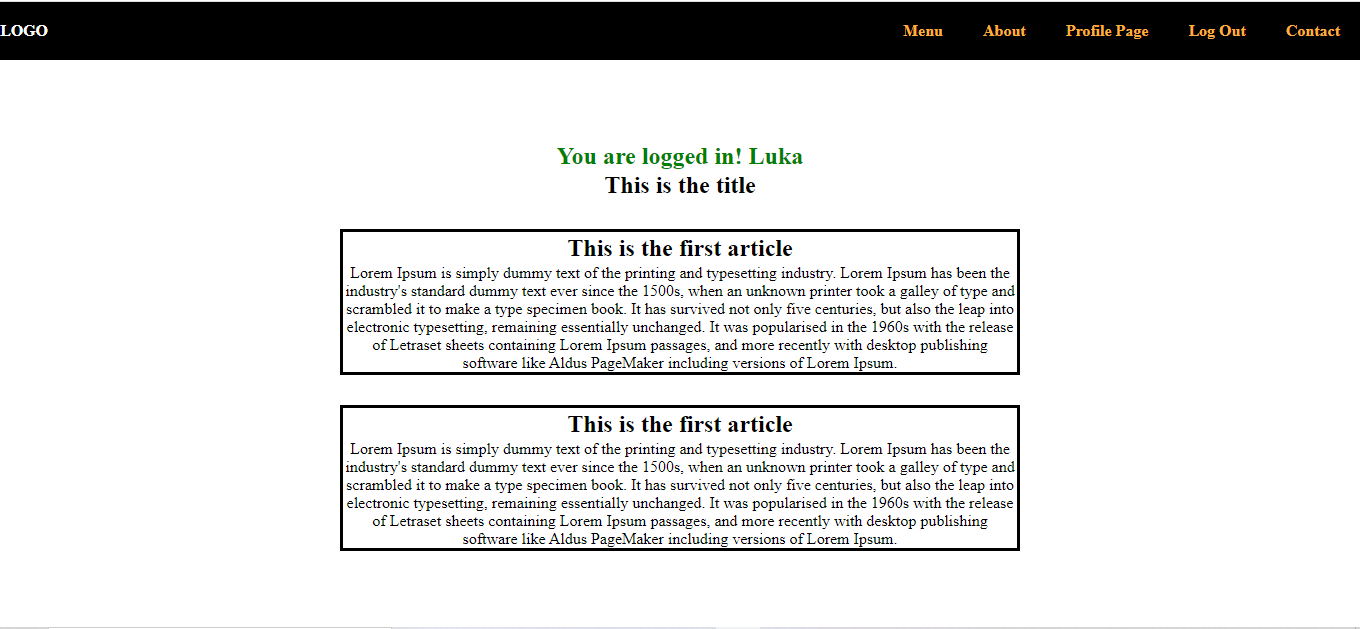 LOGO Menu About Profile Page Log Out Contact
You are logged in! Luka
This is the title
This is the first article
Lorem Ipsum is simply dummy text of the printing and typesetting industry. Lorem Ipsum has been the
industry's standard dummy text ever since the 1500s, when an unknown printer took a galley of type and
scrambled it to make a type specimen book. It has survived not only five centuries, but also the leap into
electronic typesetting, remaining essentially unchanged. It was popularised in the 1960s with the release
of Letraset sheets containing Lorem Ipsum passages, and more recently with desktop publishing
software like Aldus PageMaker including versions of Lorem Ipsum.
This is the first article
Lorem Ipsum is simply dummy text of the printing and typesetting industry. Lorem Ipsum has been the
industry's standard dummy text ever since the 1500s, when an unknown printer took a galley of type and
scrambled it to make a type specimen book. It has survived not only five centuries, but also the leap into
electronic typesetting, remaining essentially unchanged. It was popularised in the 1960s with the release
of Letraset sheets containing Lorem Ipsum passages, and more recently with desktop publishing
software like Aldus PageMaker including versions of Lorem Ipsum.